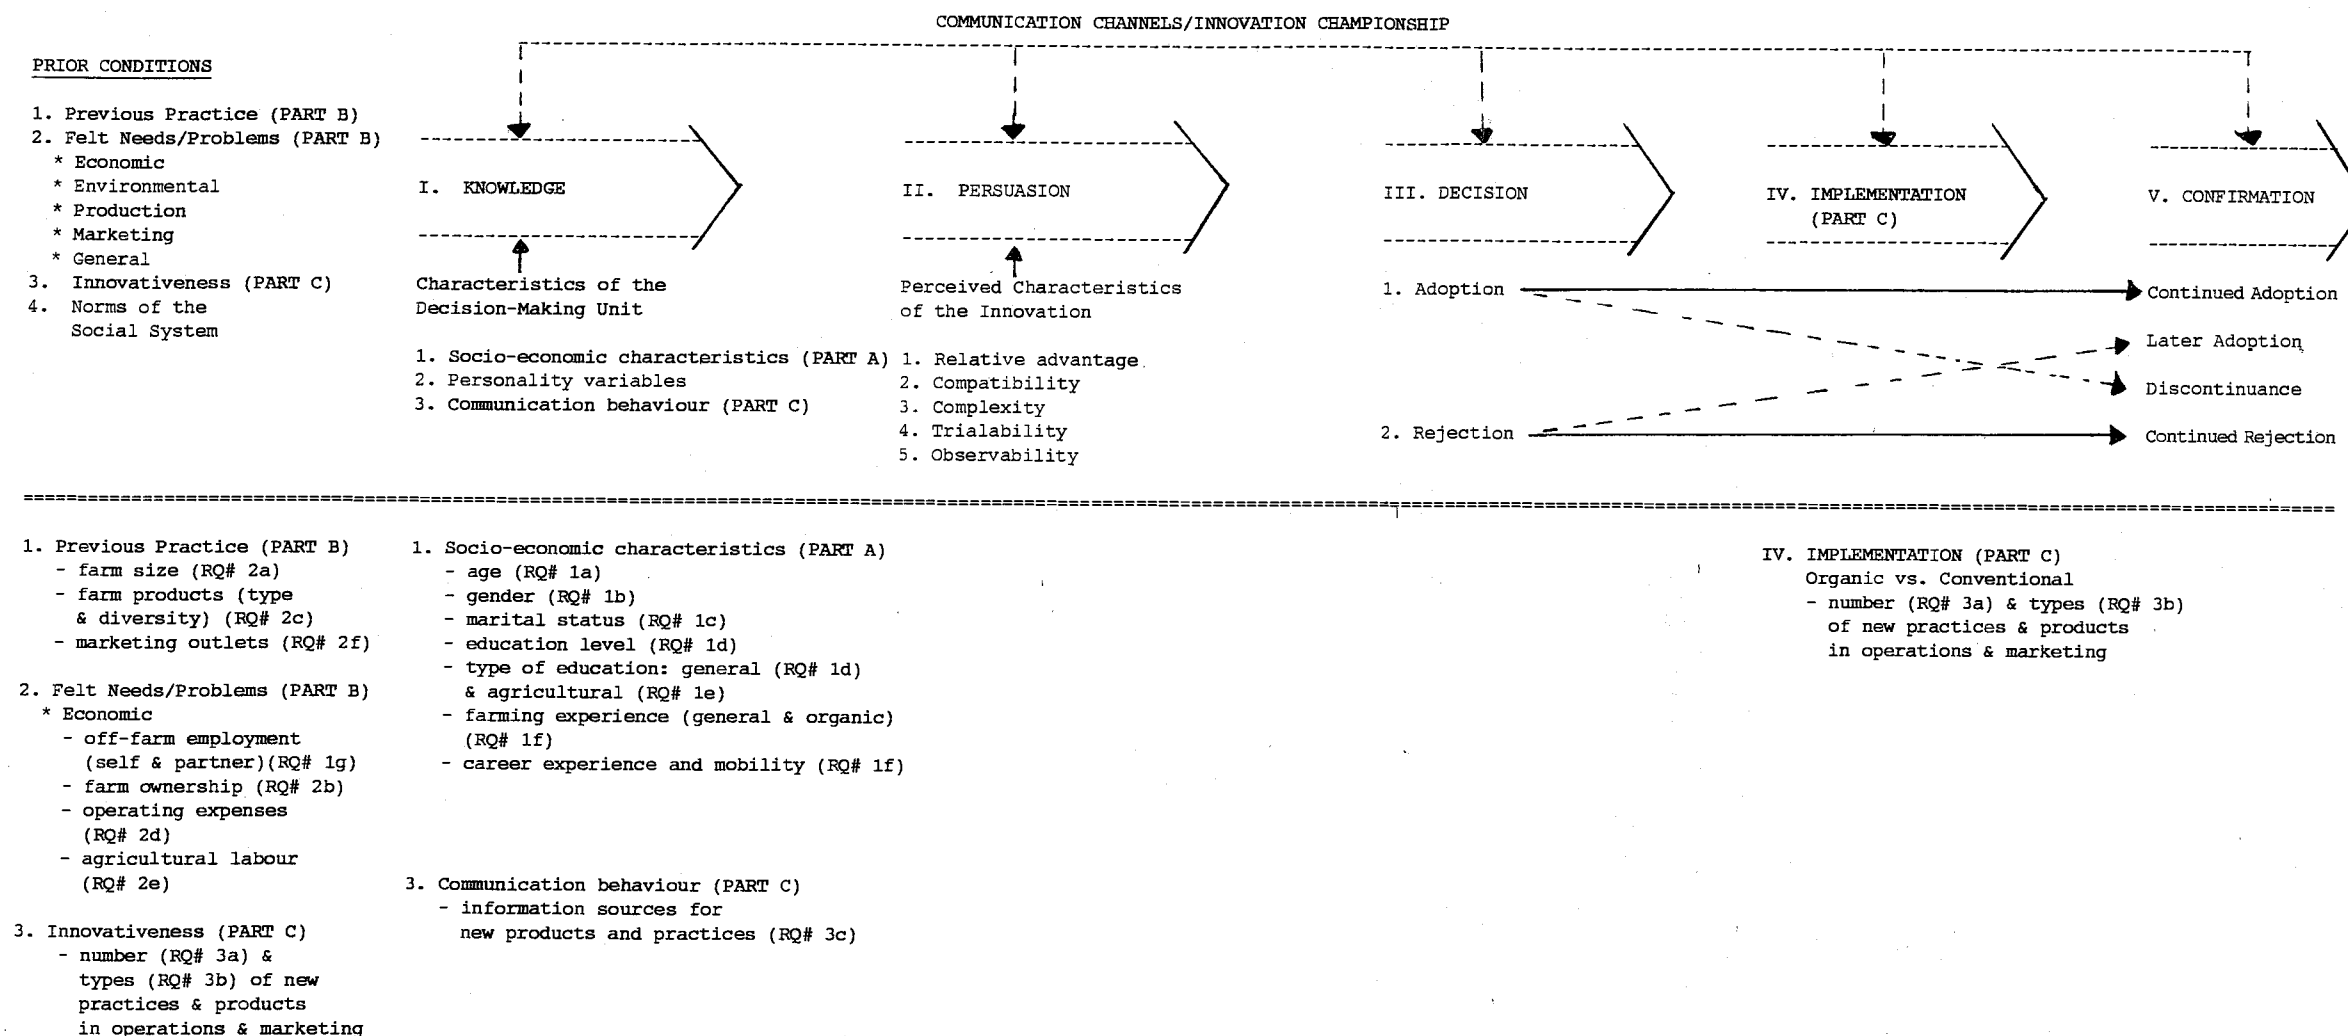 COMMUNICATION CHANNELS/INNOVATION CHAMPIONSHIP
PRIOR CONDITIONS
1. Previous Practice (PART B)
2. Felt Needs/Problems (PART B)
* Economic
* Environmental
* Production
* Marketing
* General
3. Innovativeness (PART C)
4. Norms of the
Social System
I. KNOWLEDGE
Characteristics of the
Decision-Making Unit
1. Socio-economic characteristics (PART A)
2. Personality variables
3. Communication behaviour (PART C)
II. PERSUASION
Perceived Characteristics
of the Innovation
1. Relative advantage
2. Compatibility
3. Complexity
4. Trialability
5. Observability
III. DECISION
1. Adoption
2. Rejection
IV. IMPLEMENTATION
(PART C)
V. CONFIRMATION
Continued Adoption
Later Adoption
Discontinuance
Continued Rejection
1. Previous Practice (PART B)
- farm size (RQ# 2a)
- farm products (type
& diversity) (RQ# 2c)
- marketing outlets (RQ# 2f)
2. Felt Needs/Problems (PART B)
* Economic
- off-farm employment
(self & partner)(RQ# 1g)
- farm ownership (RQ# 2b)
- operating expenses
(RQ# 2d)
- agricultural labour
(RQ# 2e)
3. Innovativeness (PART C)
- number (RQ# 3a) &
types (RQ# 3b) of new
practices & products
in operations & marketing
1. Socio-economic characteristics (PART A)
- age (RQ# 1a)
- gender (RQ# 1b)
- marital status (RQ# 1c)
- education level (RQ# 1d)
- type of education: general (RQ# 1d)
& agricultural (RQ# 1e)
- farming experience (general & organic)
(RQ# 1f)
- career experience and mobility (RQ# 1f)
3. Communication behaviour (PART C)
- information sources for
new products and practices (RQ# 3c)
IV. IMPLEMENTATION (PART C)
Organic vs. Conventional
- number (RQ# 3a) & types (RQ# 3b)
of new practices & products
in operations & marketing